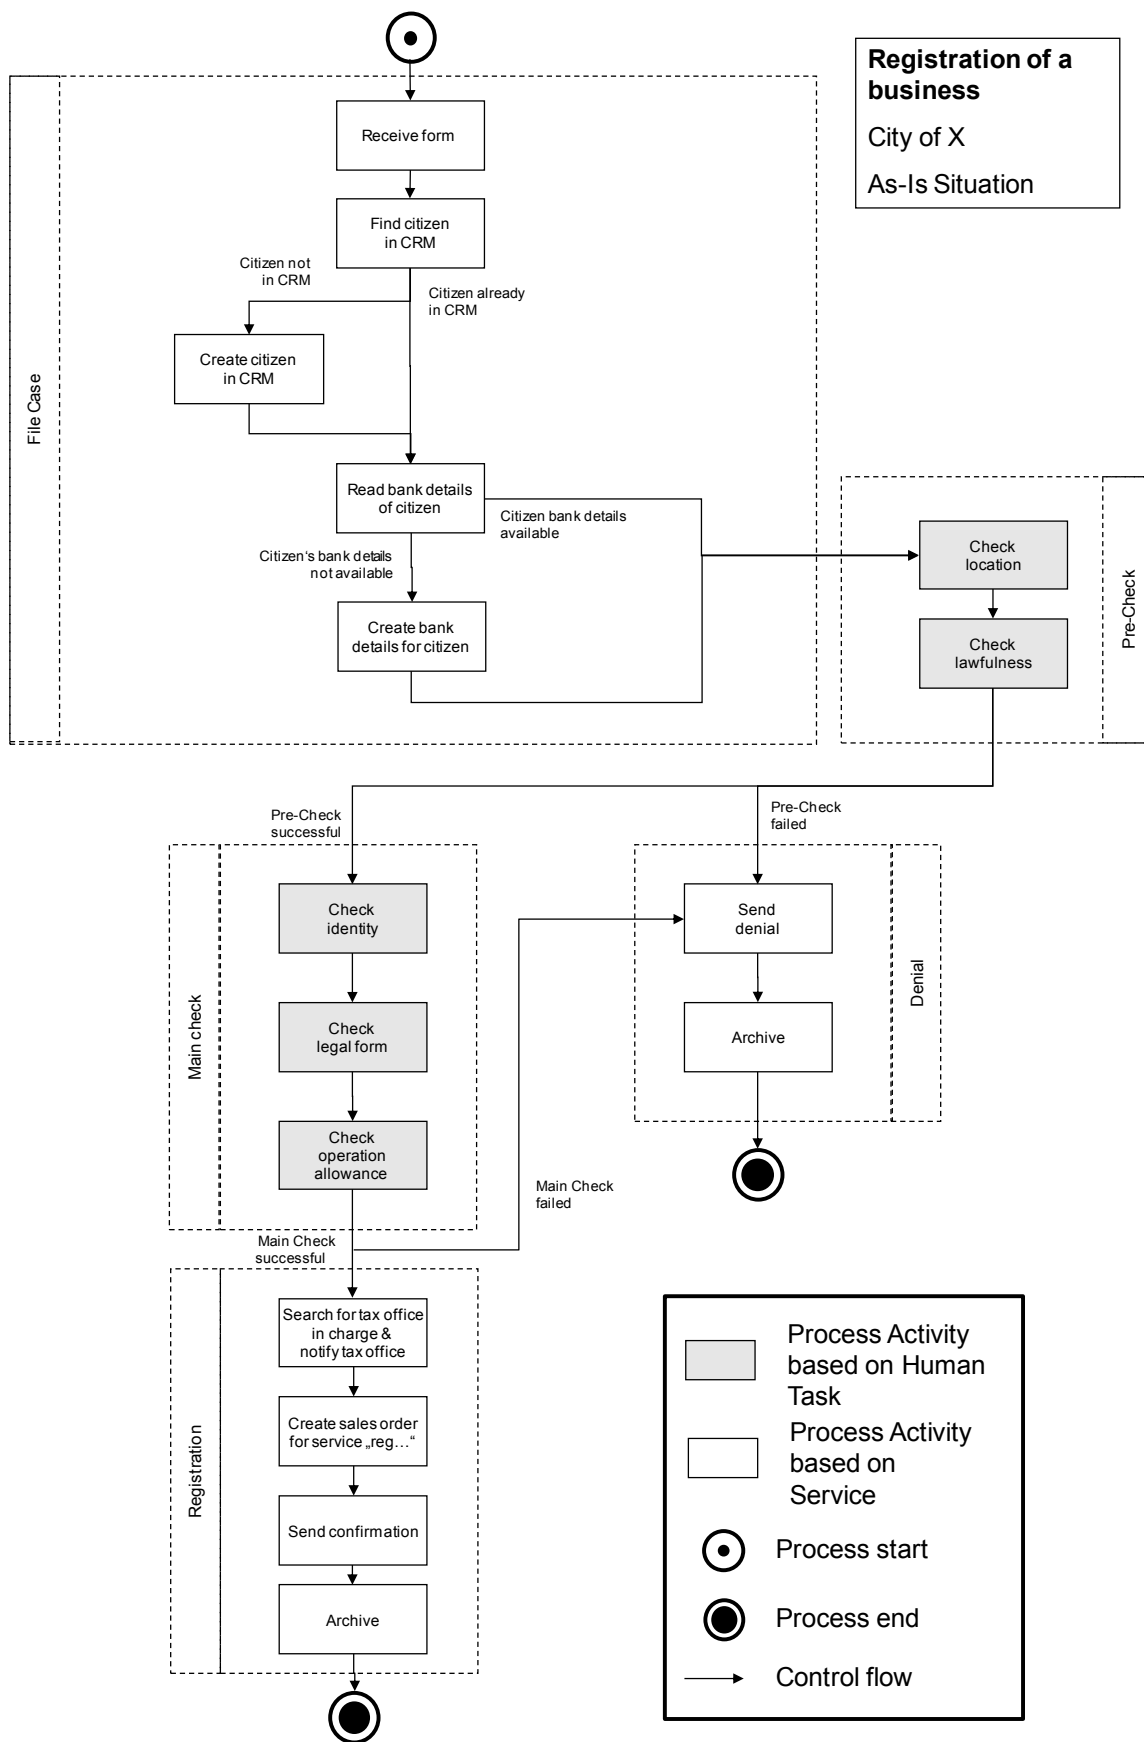 Registration of a
business
City of X
As-Is Situation
File Case
Receive form
Find citizen
in CRM
Citizen not
in CRM
Citizen already
in CRM
Create citizen
in CRM
Read bank details
of citizen
Citizen bank details
available
Citizen‘s bank details
not available
Create bank
details for citizen
Pre-Check
Check
location
Check
lawfulness
Pre-Check
successful
Pre-Check
failed
Main check
Check
identity
Check
legal form
Check
operation
allowance
Denial
Send
denial
Archive
Main Check
failed
Main Check
successful
Registration
Search for tax office
in charge &
notify tax office
Create sales order
for service „reg…“
Send confirmation
Archive
Process Activity
based on Human
Task
Process Activity
based on
Service
Process start
Process end
Control flow